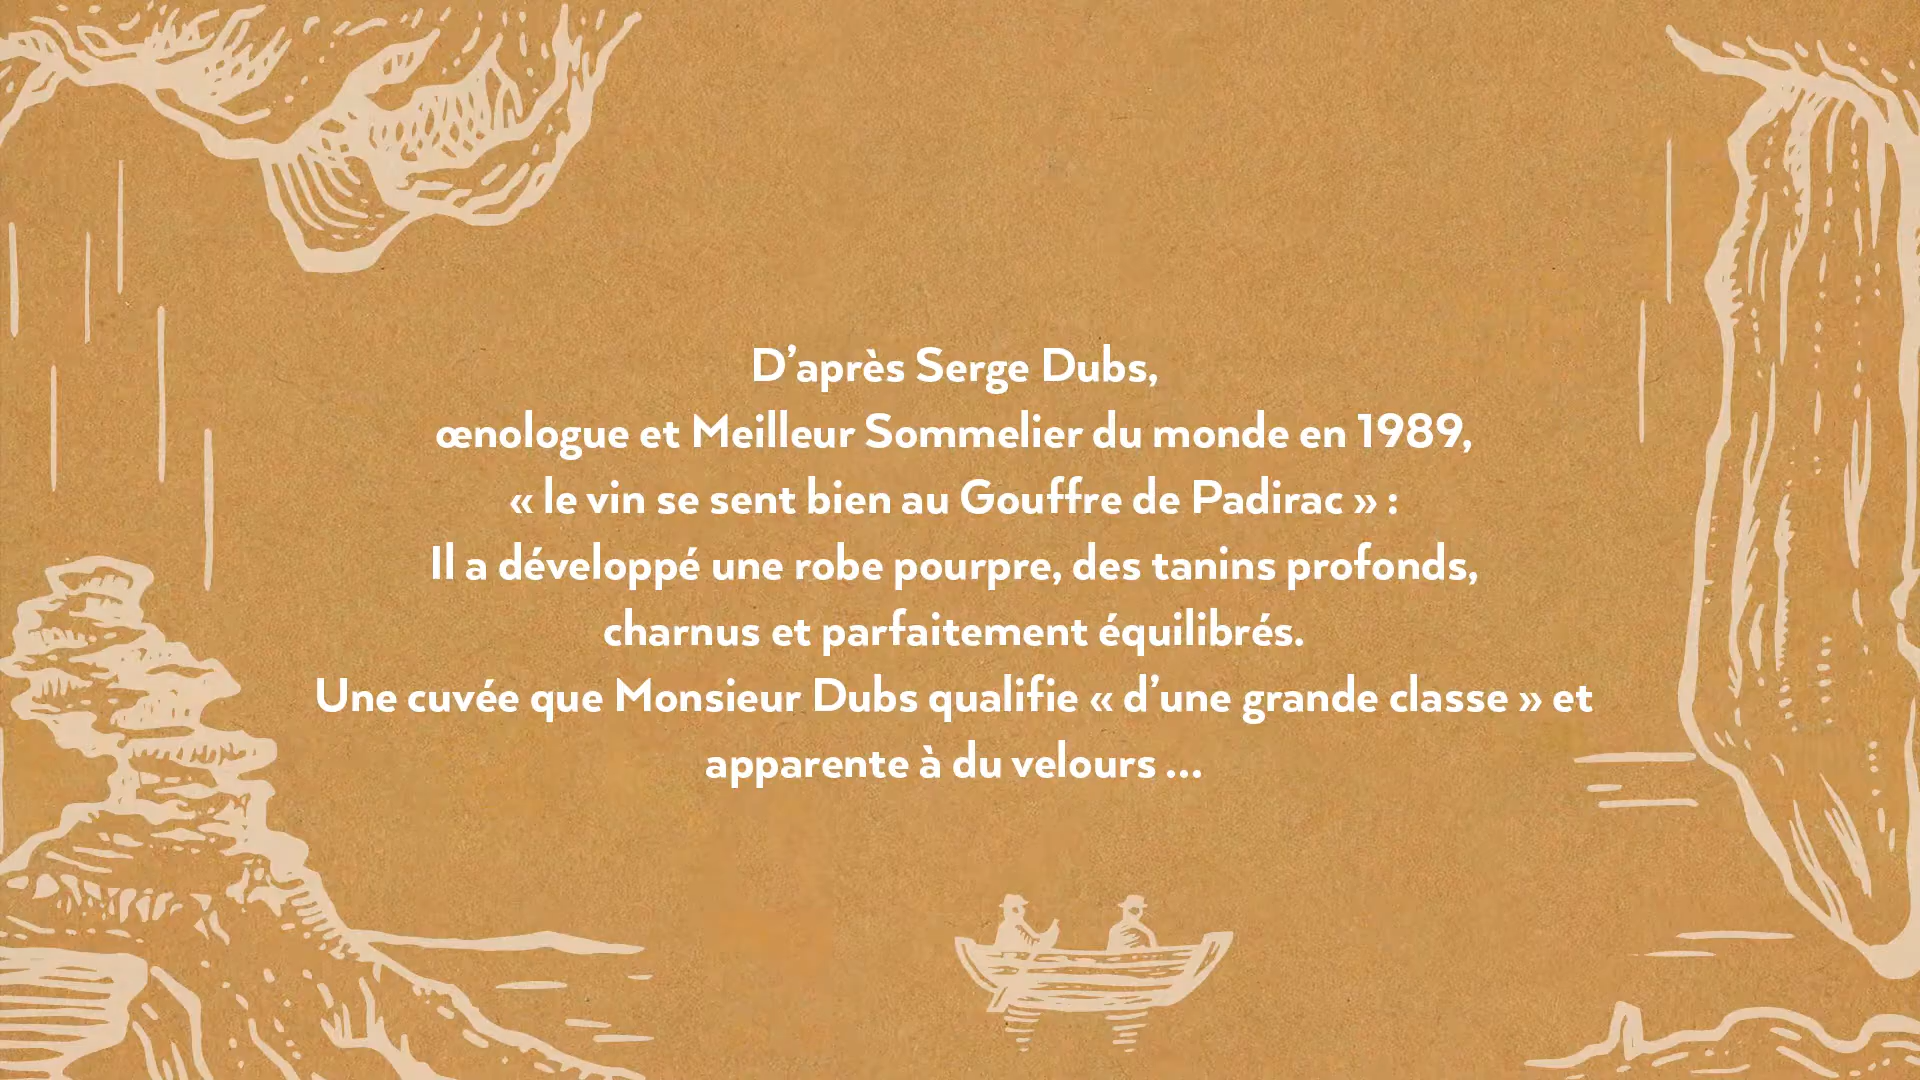 D’après Serge Dubs,
œnologue et Meilleur Sommelier du monde en 1989,
« le vin se sent bien au Gouffre de Padirac » :
Il a développé une robe pourpre, des tanins profonds,
charnus et parfaitement équilibrés.
Une cuvée que Monsieur Dubs qualifie « d’une grande classe » et
apparente à du velours ...